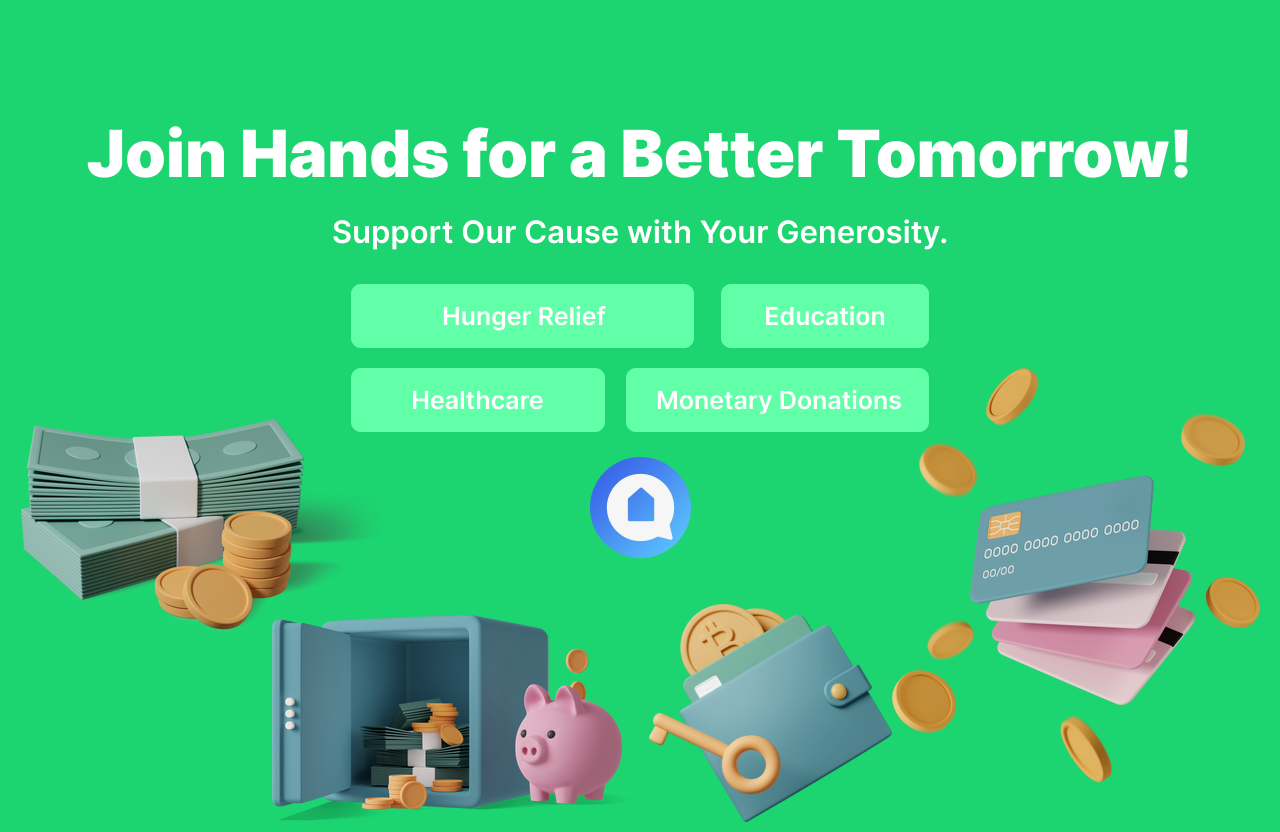 Join Hands for a Better Tomorrow!
Support Our Cause with Your Generosity.
Hunger Relief
Education
Healthcare
Monetary Donations
0000 0000 0000 0000
00/00